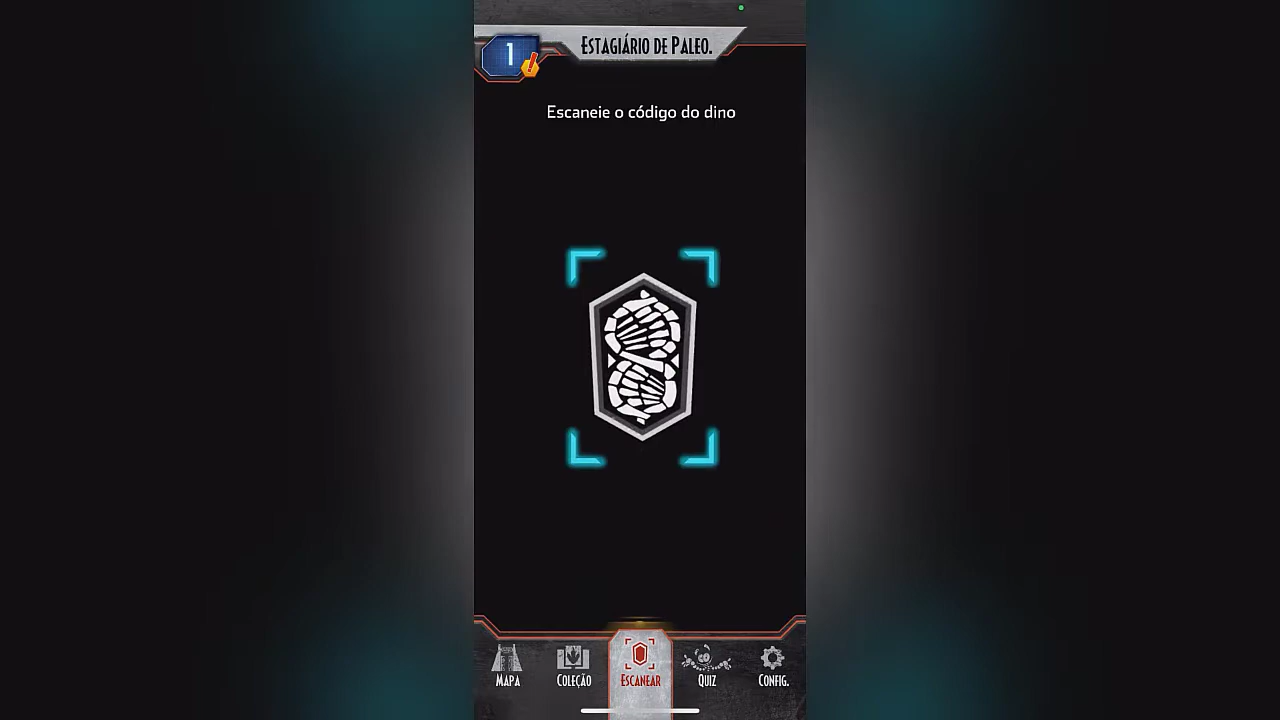 1
Estagiário de Paleo.
Escaneie o código do dino
Mapa
Coleção
Escanear
Quiz
Config.